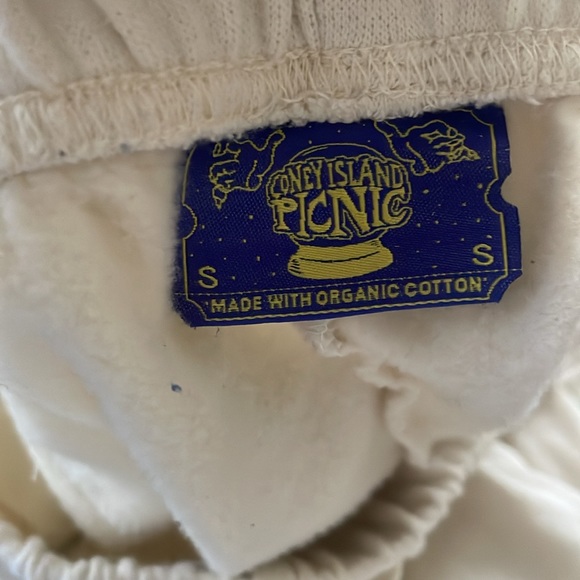 CONEY ISLAND
PICNIC
S S
MADE WITH ORGANIC COTTON